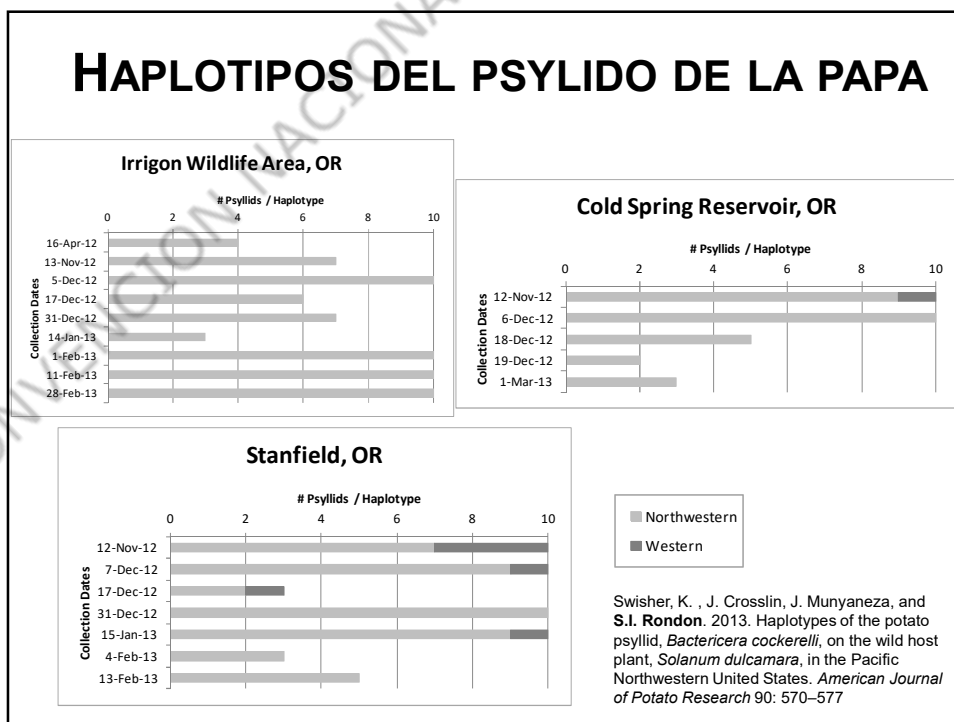 HAPLOTIPOS DEL PSYLIDO DE LA PAPA
CONVENCION NACIONA
Irrigon Wildlife Area, OR
# Psyllids / Haplotype
0 2 4 6 8 10
Collection Dates
16-Apr-12
13-Nov-12
5-Dec-12
17-Dec-12
31-Dec-12
14-Jan-13
1-Feb-13
11-Feb-13
28-Feb-13
Cold Spring Reservoir, OR
# Psyllids / Haplotype
0 2 4 6 8 10
Collection Dates
12-Nov-12
6-Dec-12
18-Dec-12
19-Dec-12
1-Mar-13
Stanfield, OR
# Psyllids / Haplotype
0 2 4 6 8 10
Collection Dates
12-Nov-12
7-Dec-12
17-Dec-12
31-Dec-12
15-Jan-13
4-Feb-13
13-Feb-13
Northwestern
Western
Swisher, K. , J. Crosslin, J. Munyaneza, and
S.I. Rondon. 2013. Haplotypes of the potato
psyllid, Bactericera cockerelli, on the wild host
plant, Solanum dulcamara, in the Pacific
Northwestern United States. American Journal
of Potato Research 90: 570–577